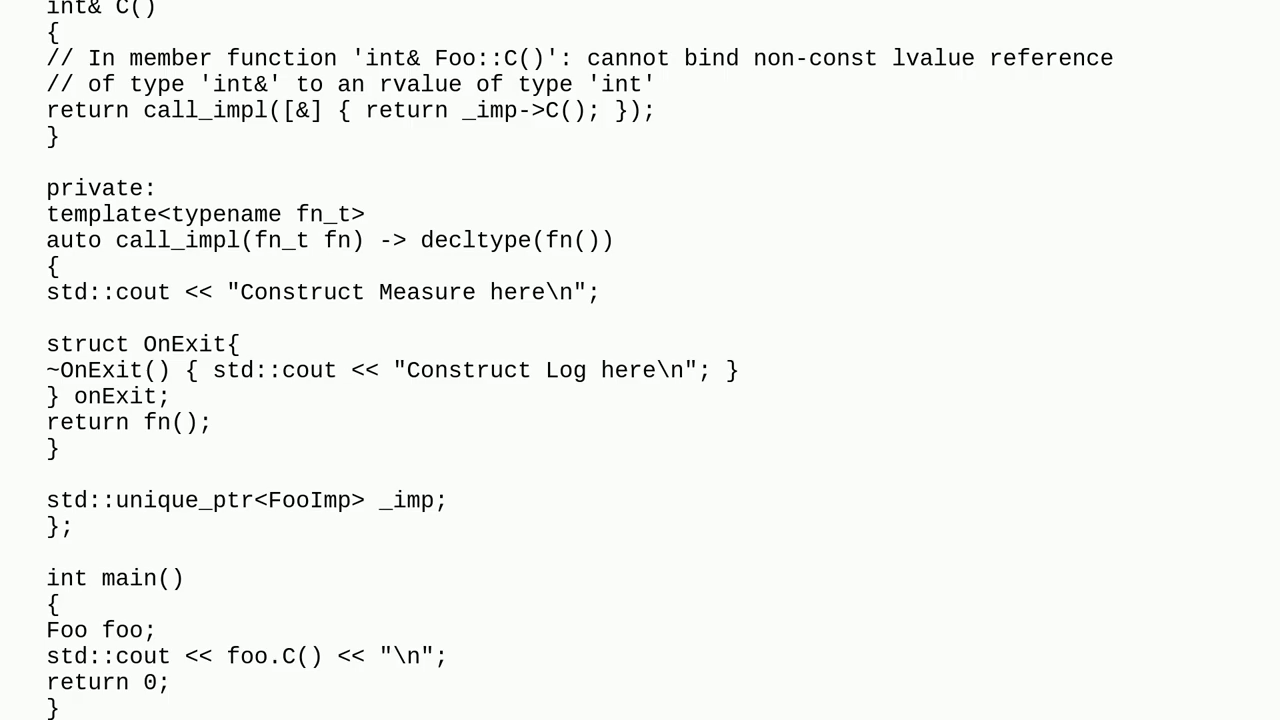 int& C()
{
// In member function 'int& Foo::C()': cannot bind non-const lvalue reference
// of type 'int&' to an rvalue of type 'int'
return call_impl([&] { return _imp->C(); });
}
private:
template<typename fn_t>
auto call_impl(fn_t fn) -> decltype(fn())
{
std::cout << "Construct Measure here\n";
struct OnExit{
~OnExit() { std::cout << "Construct Log here\n"; }
} onExit;
return fn();
}
std::unique_ptr<FooImp> _imp;
};
int main()
{
Foo foo;
std::cout << foo.C() << "\n";
return 0;
}